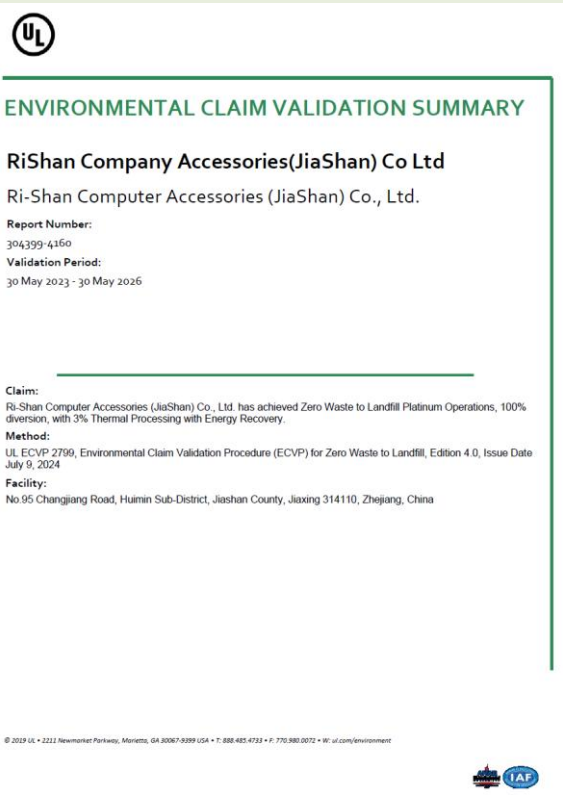 UL
ENVIRONMENTAL CLAIM VALIDATION SUMMARY
RiShan Company Accessories(JiaShan) Co Ltd
Ri-Shan Computer Accessories (JiaShan) Co., Ltd.
Report Number:
304399-4160
Validation Period:
30 May 2023 - 30 May 2026
Claim:
Ri-Shan Computer Accessories (JiaShan) Co., Ltd. has achieved Zero Waste to Landfill Platinum Operations, 100%
diversion, with 3% Thermal Processing with Energy Recovery.
Method:
UL ECVP 2799, Environmental Claim Validation Procedure (ECVP) for Zero Waste to Landfill, Edition 4.0, Issue Date
July 9, 2024
Facility:
No.95 Changjiang Road, Huimin Sub-District, Jiashan County, Jiaxing 314110, Zhejiang, China
© 2019 UL • 2211 Newmarket Parkway, Marietta, GA 30067-9399 USA • T: 888.485.4733 • F: 770.980.0072 • W: ul.com/environment
IAF